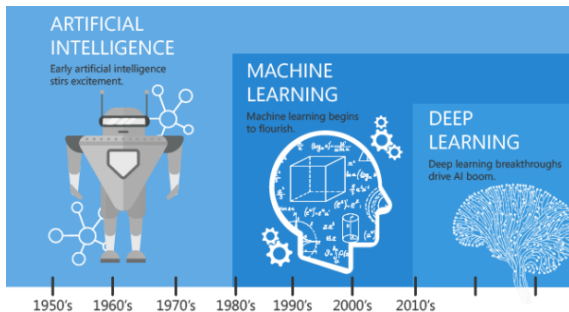 ARTIFICIAL
INTELLIGENCE
Early artificial intelligence
stirs excitement.
MACHINE
LEARNING
Machine learning begins
to flourish.
DEEP
LEARNING
Deep learning breakthroughs
drive AI boom.
1950's 1960's 1970's 1980's 1990's 2000's 2010's